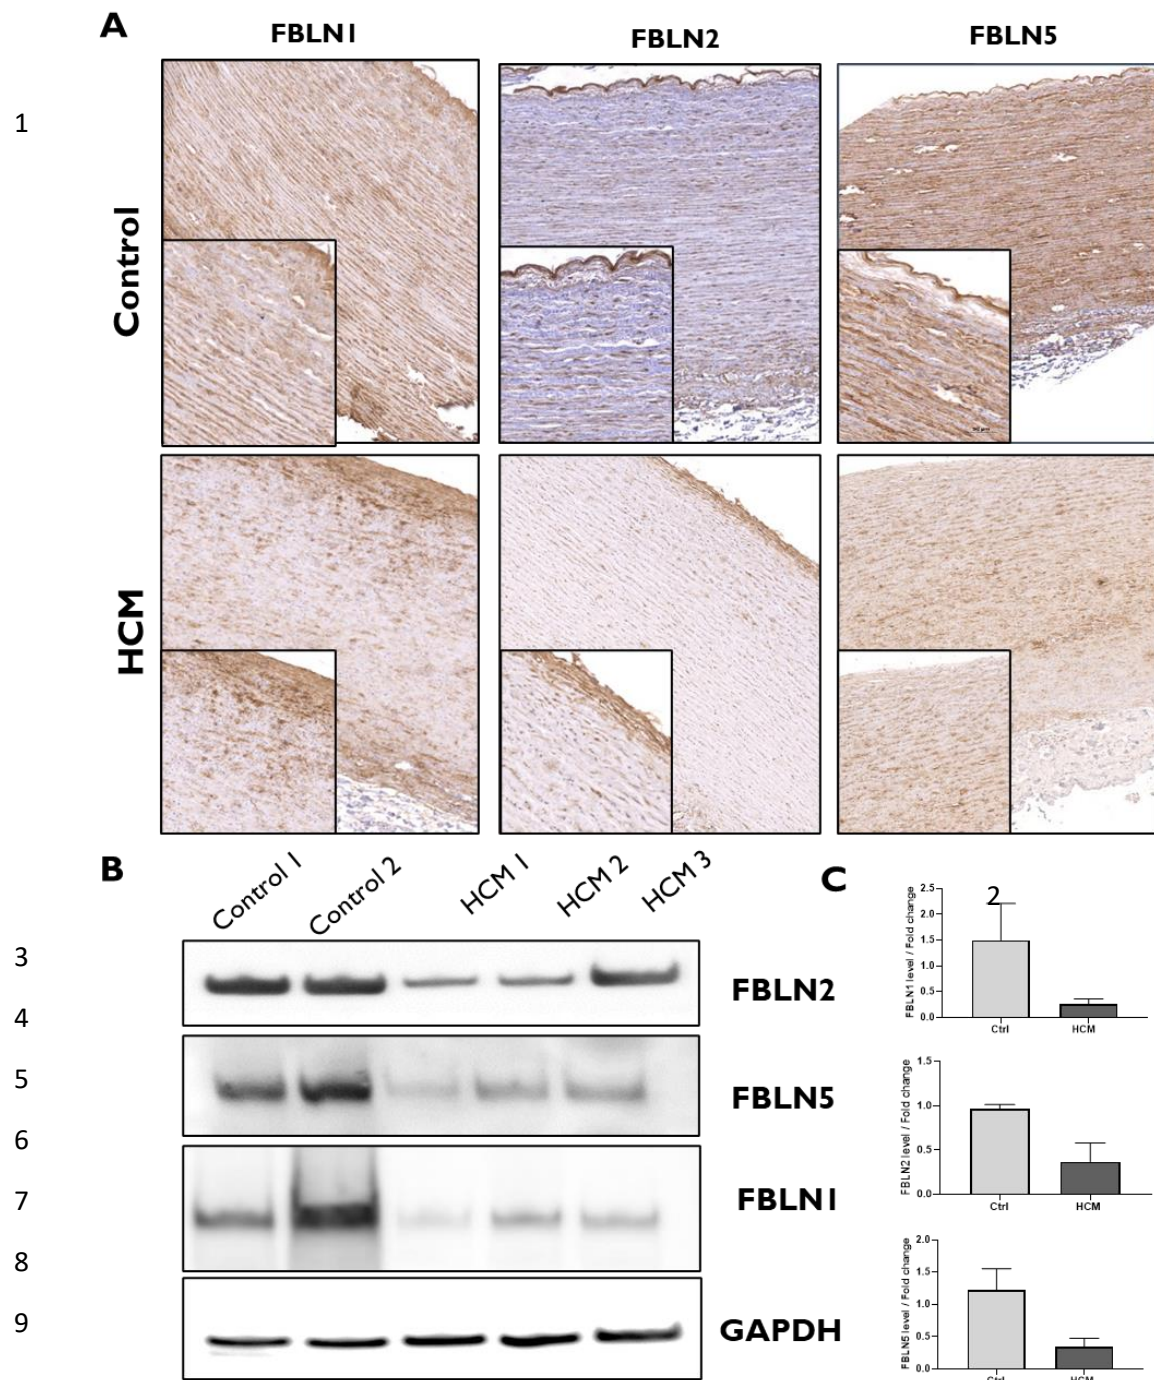 A
FBLN1
FBLN2
FBLN5
1
Control
HCM
B
Control 1
Control 2
HCM 1
HCM 2
HCM 3
C
3
FBLN2
4
5
FBLN5
6
7
FBLN1
8
9
GAPDH
2
FBLN1 level / Fold change
2.5
2.0
1.5
1.0
0.5
0.0
Ctrl
HCM
FBLN2 level / Fold change
1.5
1.0
0.5
0.0
Ctrl
HCM
FBLN5 level / Fold change
2.0
1.5
1.0
0.5
0.0
Ctrl
HCM